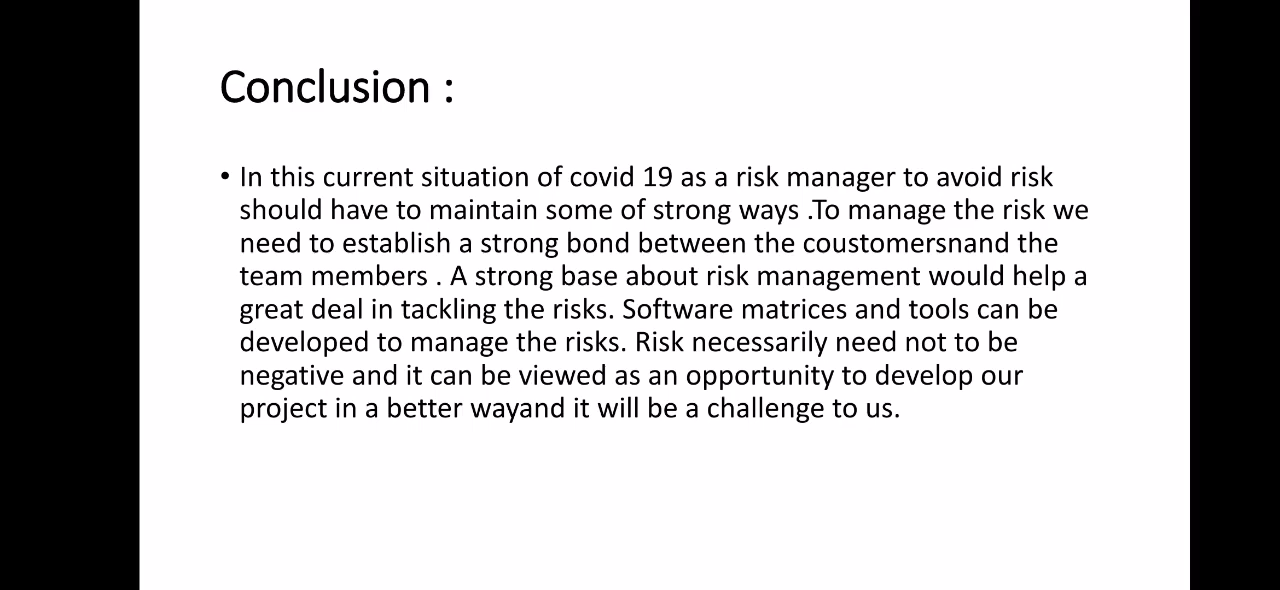 Conclusion :
• In this current situation of covid 19 as a risk manager to avoid risk
should have to maintain some of strong ways .To manage the risk we
need to establish a strong bond between the coustomersnand the
team members . A strong base about risk management would help a
great deal in tackling the risks. Software matrices and tools can be
developed to manage the risks. Risk necessarily need not to be
negative and it can be viewed as an opportunity to develop our
project in a better wayand it will be a challenge to us.